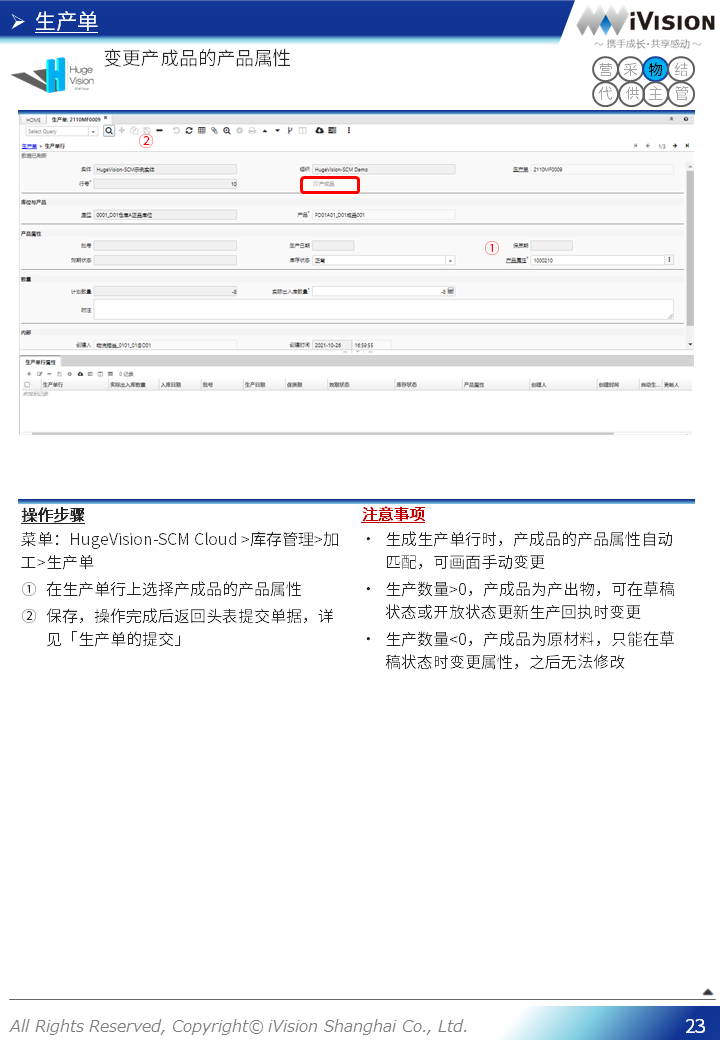 生产单
iVISION
～ 携手成长·共享感动 ～
Huge
Vision
变更产成品的产品属性
营 采 物 结
代 供 主 管
HOME 生产单: 2110MF0009 ×
Select Query
②
生产单 > 生产单行
1/3
数据已刷新
实体 HugeVision-SCM示例实体 组织 HugeVision-SCM Demo 生产单 2110MF0009
行号* 10 产成品
库位与产品
库位 0001_D01仓库A正品库位 产品* PD01A01_D01成品001
产品属性
①
批号 生产日期 保质期
效期状态 库存状态 正常 产品属性* 1000210
数量
计划数量 -8 实际出入库数量* -8
附注
内部
创建人 物流担当_0101_01@D01 创建时间 2021-10-26 16:59:55
生产单行属性
0 记录
生产单行 实际出入库数量 入库日期 批号 生产日期 保质期 效期状态 库存状态 产品属性 创建人 创建时间 自动生... 更新人
操作步骤
菜单：HugeVision-SCM Cloud >库存管理>加
工>生产单
① 在生产单行上选择产成品的产品属性
② 保存，操作完成后返回头表提交单据，详
见「生产单的提交」
注意事项
• 生成生产单行时，产成品的产品属性自动
匹配，可画面手动变更
• 生产数量>0，产成品为产出物，可在草稿
状态或开放状态更新生产回执时变更
• 生产数量<0，产成品为原材料，只能在草
稿状态时变更属性，之后无法修改
All Rights Reserved, Copyright© iVision Shanghai Co., Ltd.
23